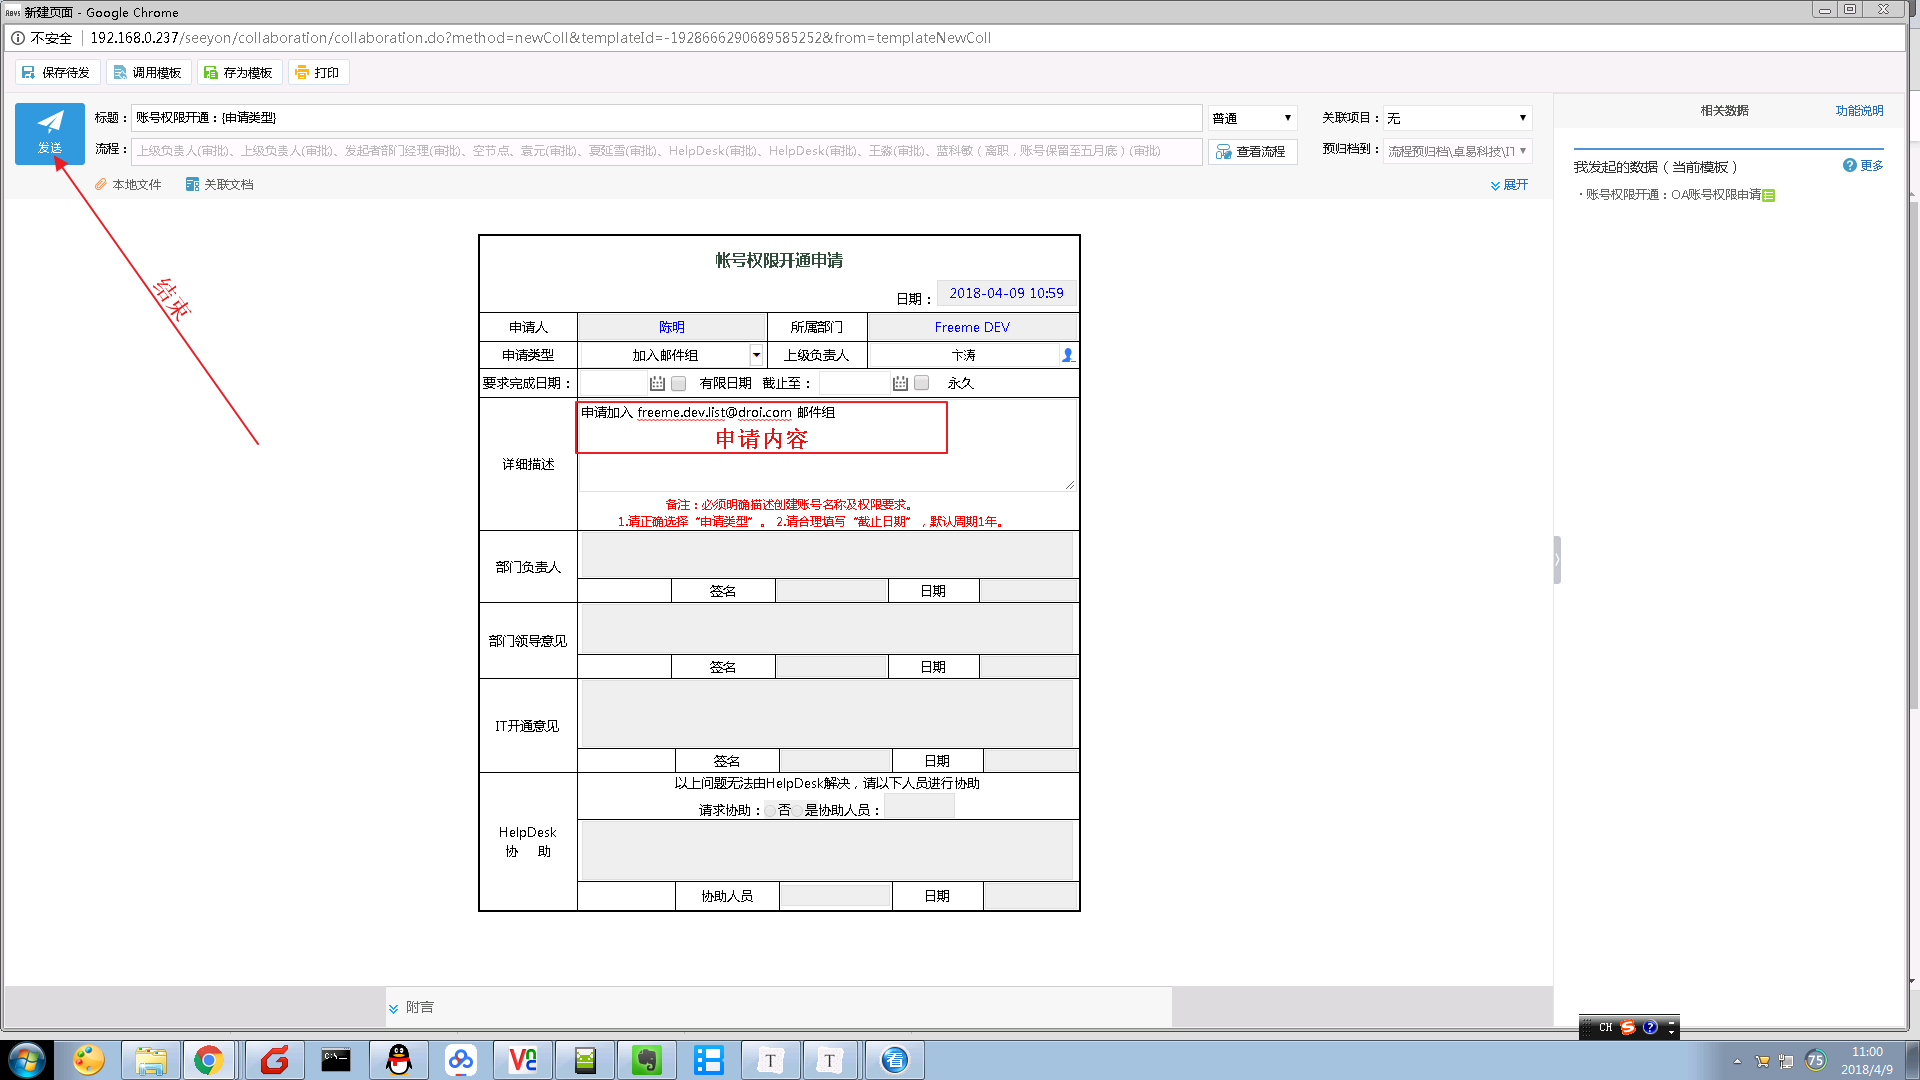 新建页面 - Google Chrome
不安全 192.168.0.237/seeyon/collaboration/collaboration.do?method=newColl&templateId=-1928666290689585252&from=templateNewColl
保存待发 调用模板 存为模板 打印
发送
标题： 账号权限开通：{申请类型} 普通 关联项目： 无
流程： 上级负责人(审批)、上级负责人(审批)、发起者部门经理(审批)、空节点、袁元(审批)、夏延雪(审批)、HelpDesk(审批)、HelpDesk(审批)、王淼(审批)、蓝科敏（离职，账号保留至五月底）(审批) 查看流程 预归档到： 流程预归档\卓易科技\IT
本地文件 关联文档 展开
相关数据 功能说明
我发起的数据（当前模板） 更多
· 账号权限开通：OA账号权限申请
结束
帐号权限开通申请
日期： 2018-04-09 10:59
申请人 陈明 所属部门 Freeme DEV
申请类型 加入邮件组 上级负责人 卞涛
要求完成日期： 有限日期 截止至： 永久
详细描述
申请加入 freeme.dev.list@droi.com 邮件组
申请内容
备注：必须明确描述创建账号名称及权限要求。
1.请正确选择“申请类型”。 2.请合理填写“截止日期”，默认周期1年。
部门负责人
签名 日期
部门领导意见
签名 日期
IT开通意见
签名 日期
以上问题无法由HelpDesk解决，请以下人员进行协助
请求协助： 否 是协助人员：
HelpDesk
协 助
协助人员 日期
附言
CH
75
11:00
2018/4/9